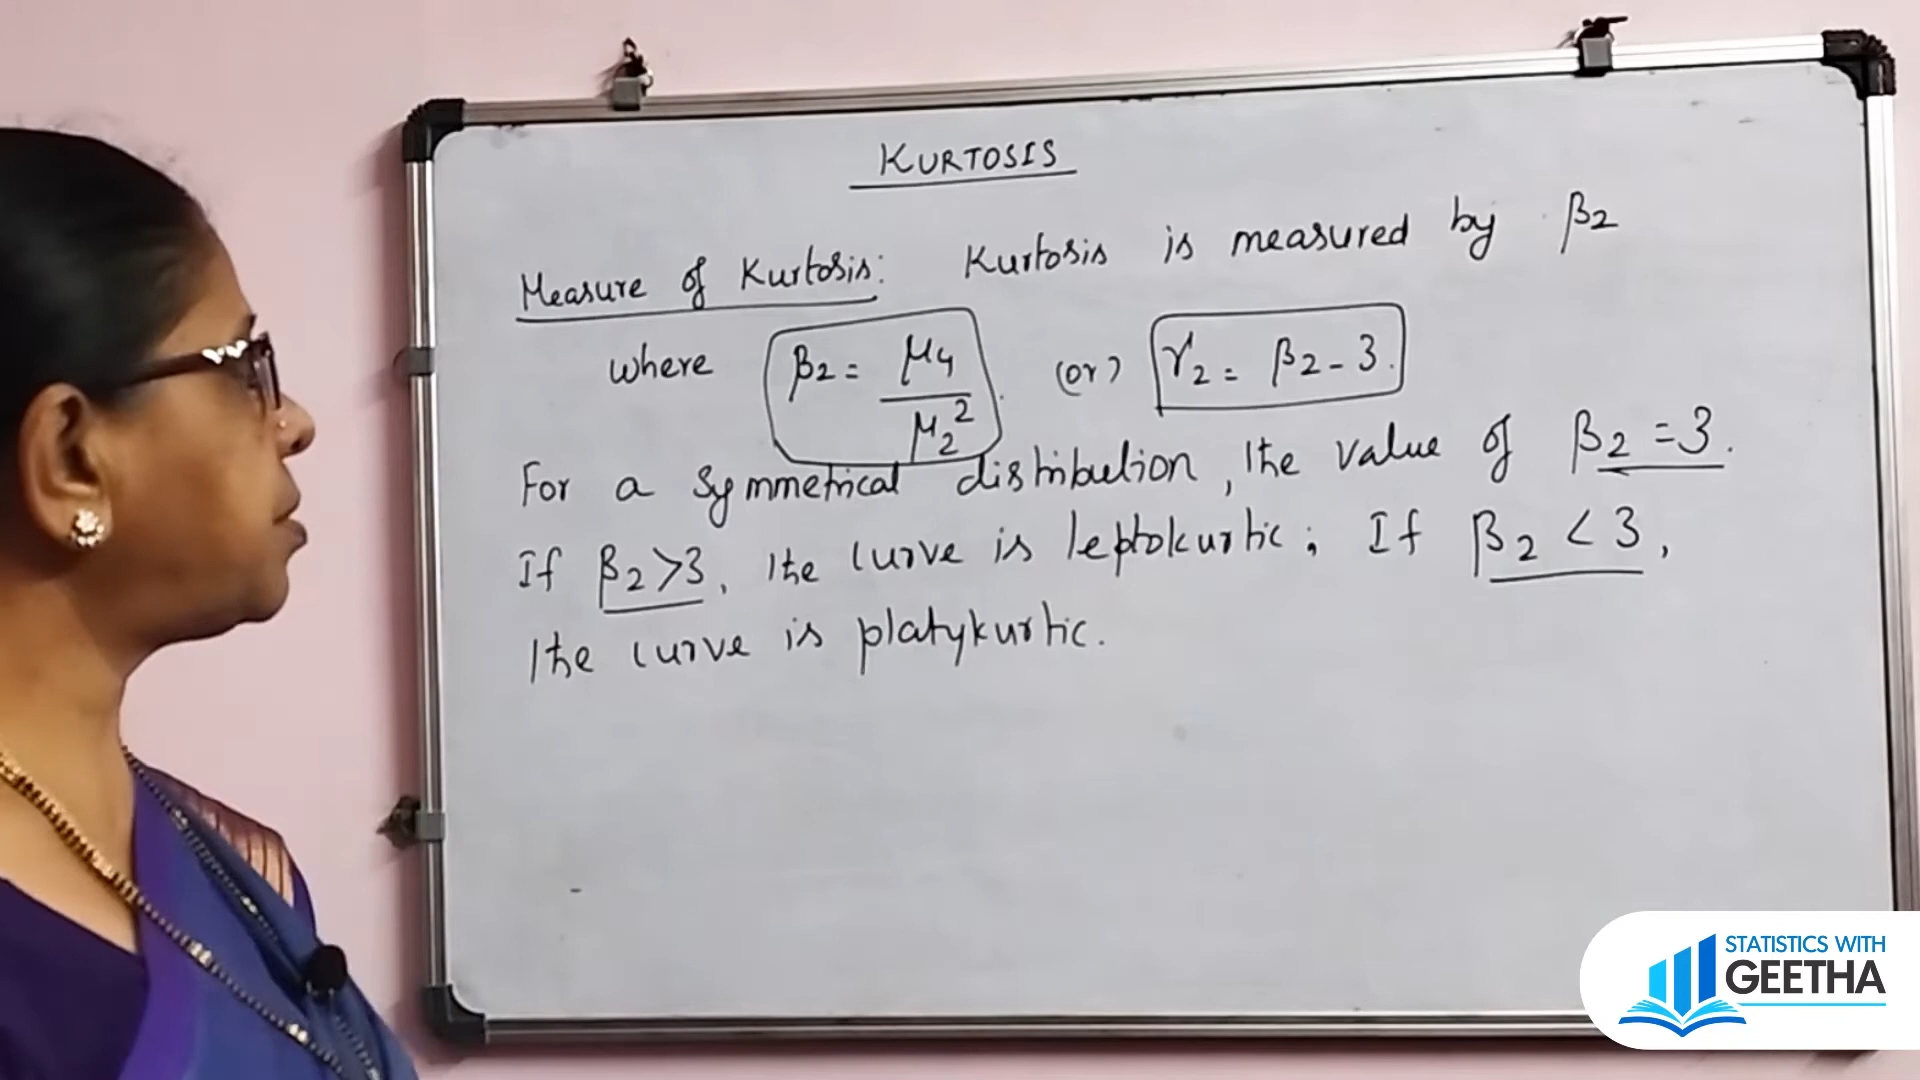 KURTOSIS
Measure of Kurtosis: Kurtosis is measured by β₂
where β₂ = μ₄ / μ₂² (or) γ₂ = β₂ - 3.
For a symmetrical distribution, the value of β₂ = 3.
If β₂ > 3, the curve is leptokurtic; If β₂ < 3,
the curve is platykurtic.
STATISTICS WITH
GEETHA